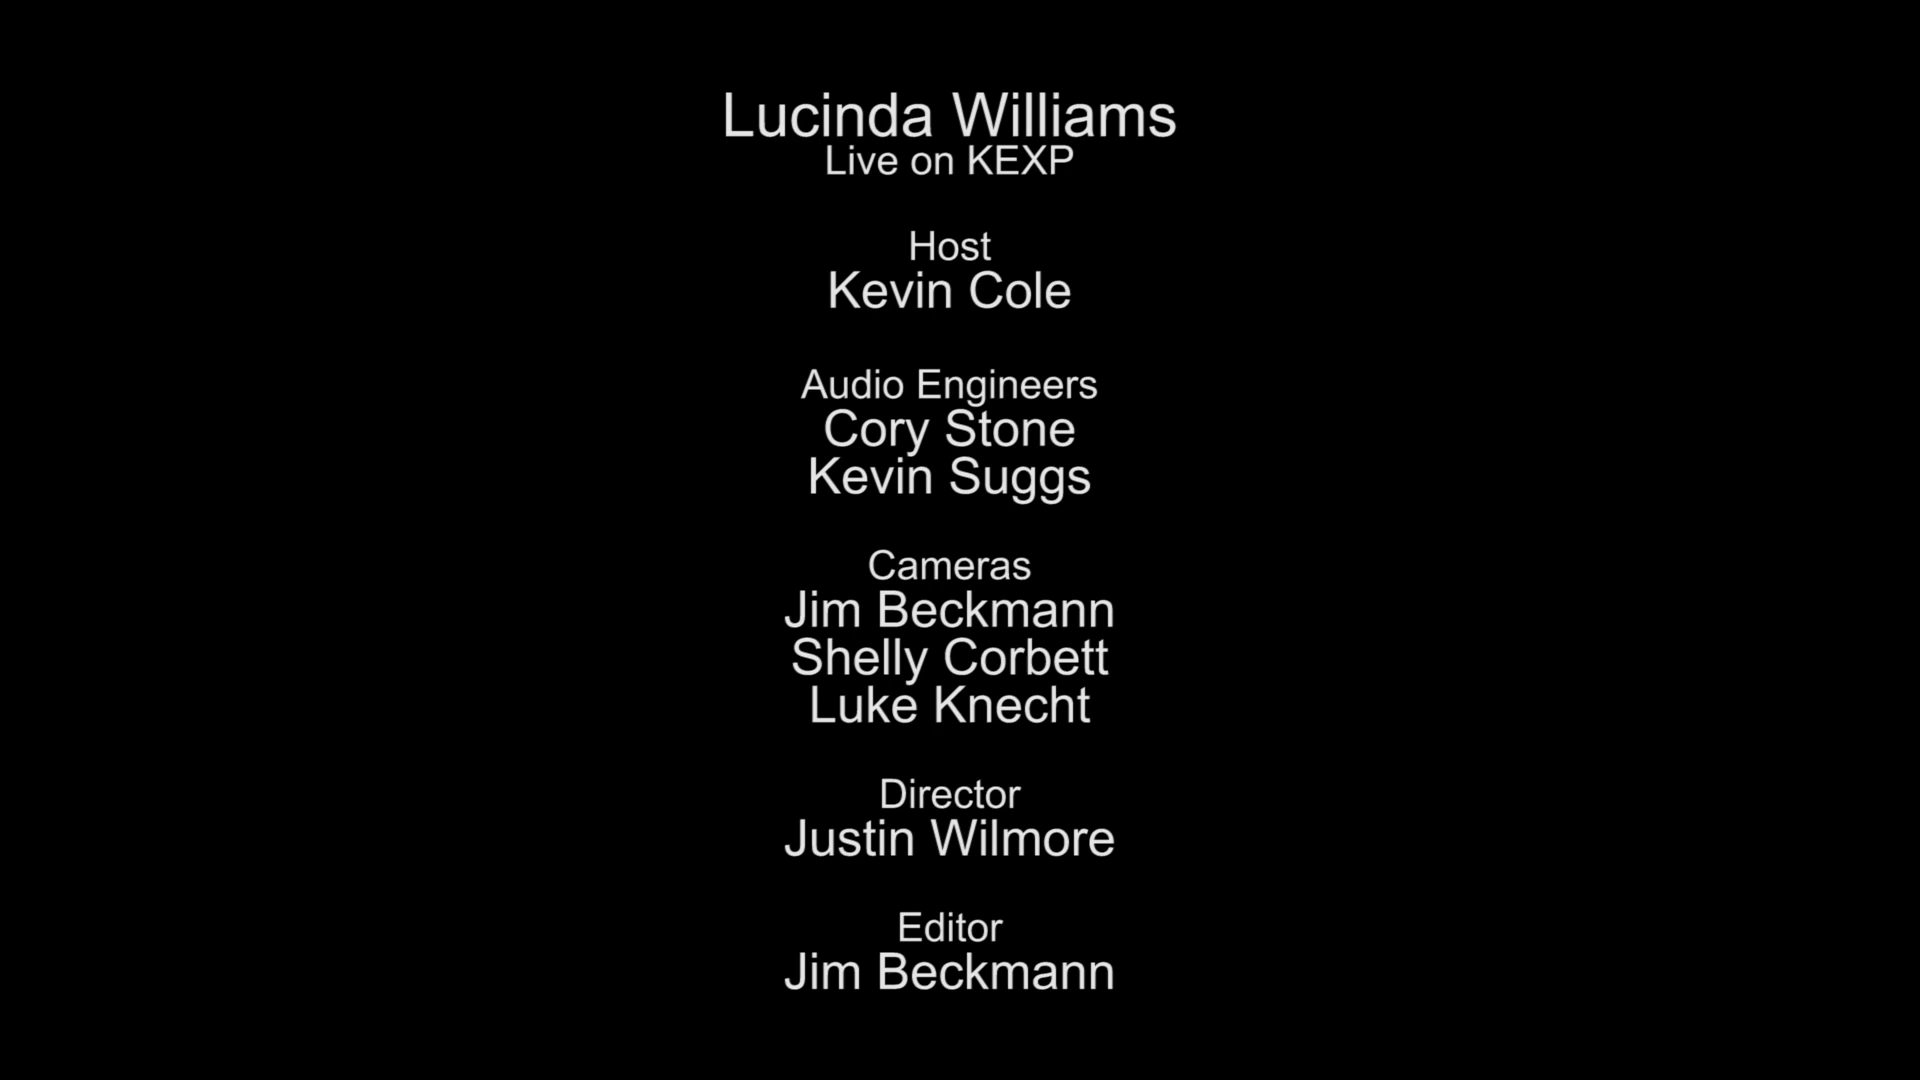 Lucinda Williams
Live on KEXP
Host
Kevin Cole
Audio Engineers
Cory Stone
Kevin Suggs
Cameras
Jim Beckmann
Shelly Corbett
Luke Knecht
Director
Justin Wilmore
Editor
Jim Beckmann